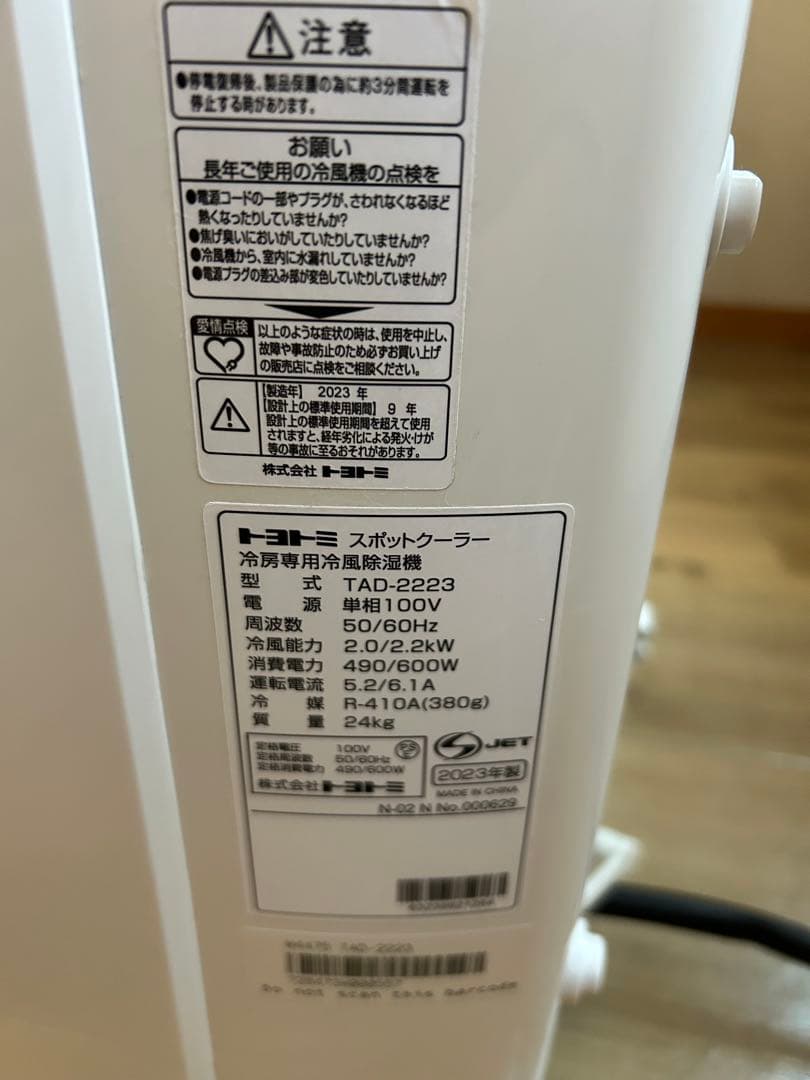 注意
●停電復帰後、製品保護の為に約3分間運転を
停止する時があります。
お願い
長年ご使用の冷風機の点検を
●電源コードの一部やプラグが、さわれなくなるほど
熱くなったりしていませんか?
●焦げ臭いにおいがしていたりしていませんか?
●冷風機から、室内に水漏れしていませんか?
●電源プラグの差込み部が変色していたりしていませんか?
愛情点検
以上のような症状の時は、使用を中止し、
故障や事故防止のため必ずお買い上げ
の販売店に点検をご相談ください。
【製造年】 2023 年
【設計上の標準使用期間】 9 年
設計上の標準使用期間を超えて使用
されますと、経年劣化による発火・けが
等の事故に至るおそれがあります。
株式会社 トヨトミ
トヨトミ スポットクーラー
冷房専用冷風除湿機
型 式 TAD-2223
電 源 単相100V
周波数 50/60Hz
冷風能力 2.0/2.2kW
消費電力 490/600W
運転電流 5.2/6.1A
冷 媒 R-410A(380g)
質 量 24kg
定格電圧 100V
定格周波数 50/60Hz
定格消費電力 490/600W
株式会社 トヨトミ
PSE
JET
2023年製
MADE IN CHINA
N-02 N No.000629
TAD-2223
Do not scan this barcode